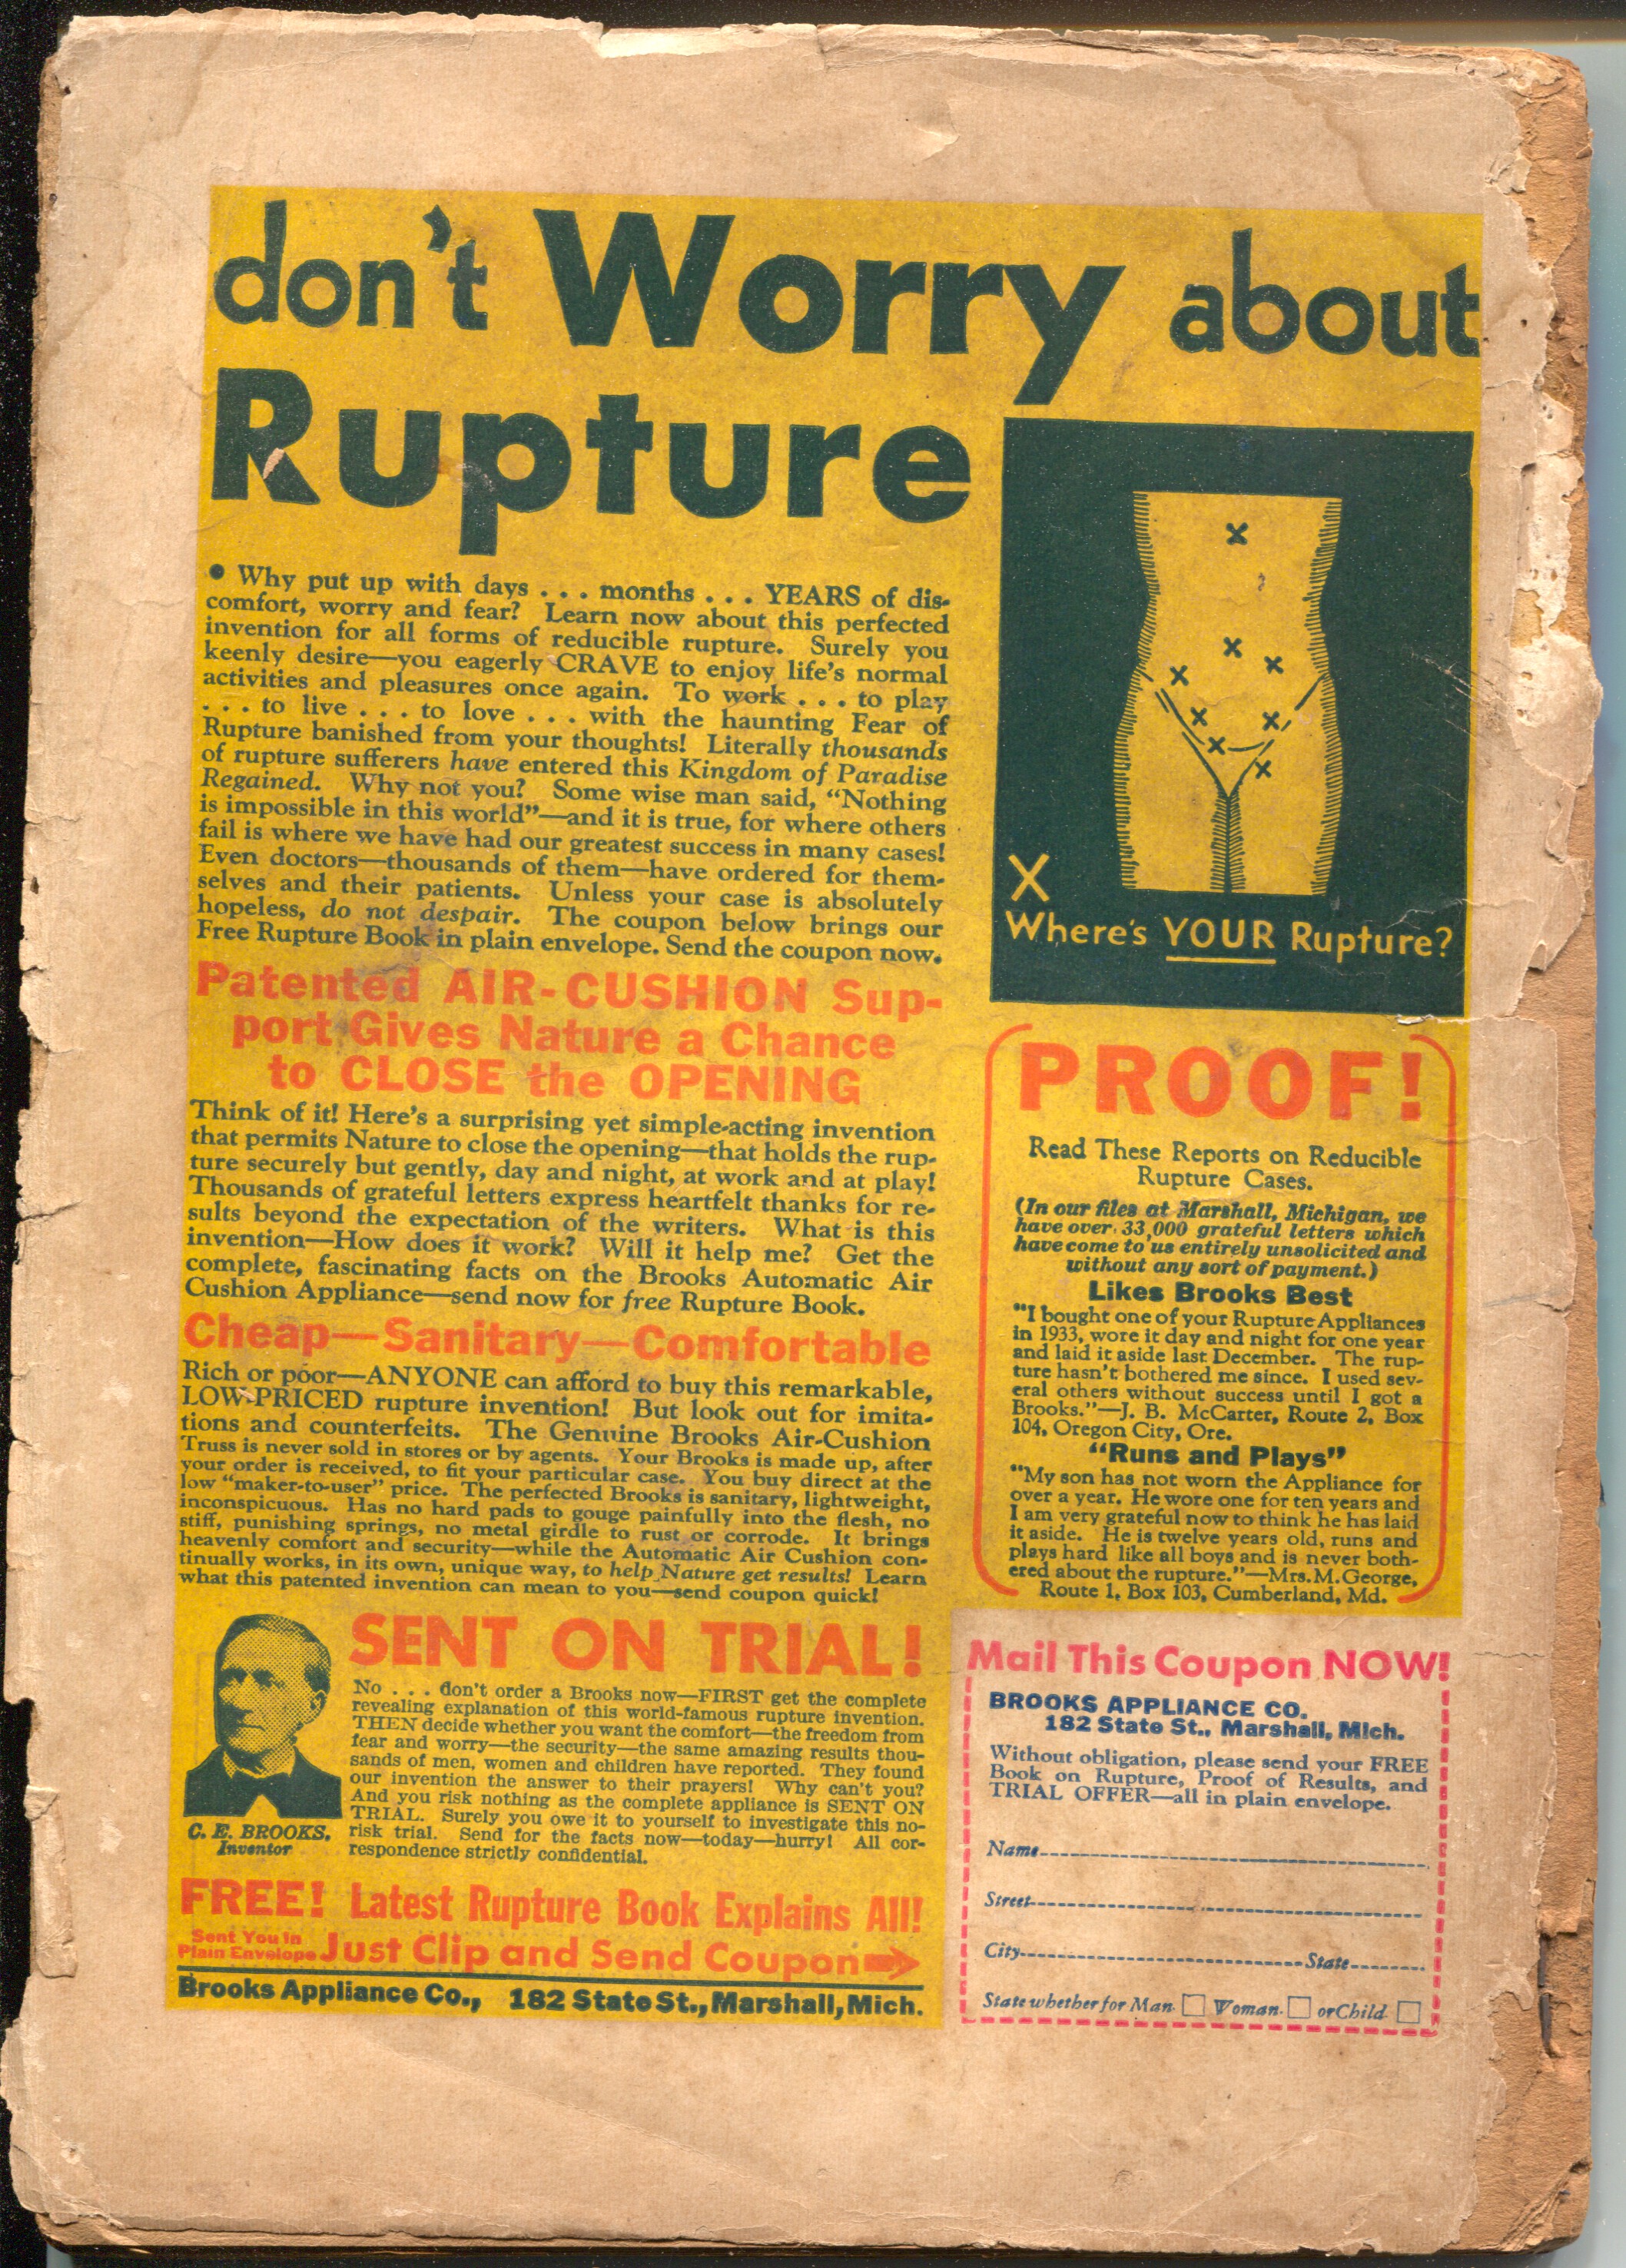 don't Worry about
Rupture
• Why put up with days . . . months . . . YEARS of dis-
comfort, worry and fear? Learn now about this perfected
invention for all forms of reducible rupture. Surely you
keenly desire—you eagerly CRAVE to enjoy life's normal
activities and pleasures once again. To work . . . to play
. . . to live . . . to love . . . with the haunting Fear of
Rupture banished from your thoughts! Literally thousands
of rupture sufferers have entered this Kingdom of Paradise
Regained. Why not you? Some wise man said, "Nothing
is impossible in this world"—and it is true, for where others
fail is where we have had our greatest success in many cases!
Even doctors—thousands of them—have ordered for them-
selves and their patients. Unless your case is absolutely
hopeless, do not despair. The coupon below brings our
Free Rupture Book in plain envelope. Send the coupon now.
X
Where's YOUR Rupture?
Patented AIR-CUSHION Sup-
port Gives Nature a Chance
to CLOSE the OPENING
Think of it! Here's a surprising yet simple-acting invention
that permits Nature to close the opening—that holds the rup-
ture securely but gently, day and night, at work and at play!
Thousands of grateful letters express heartfelt thanks for re-
sults beyond the expectation of the writers. What is this
invention—How does it work? Will it help me? Get the
complete, fascinating facts on the Brooks Automatic Air
Cushion Appliance—send now for free Rupture Book.
Cheap—Sanitary—Comfortable
Rich or poor—ANYONE can afford to buy this remarkable,
LOW-PRICED rupture invention! But look out for imita-
tions and counterfeits. The Genuine Brooks Air-Cushion
Truss is never sold in stores or by agents. Your Brooks is made up, after
your order is received, to fit your particular case. You buy direct at the
low "maker-to-user" price. The perfected Brooks is sanitary, lightweight,
inconspicuous. Has no hard pads to gouge painfully into the flesh, no
stiff, punishing springs, no metal girdle to rust or corrode. It brings
heavenly comfort and security—while the Automatic Air Cushion con-
tinually works, in its own, unique way, to help Nature get results! Learn
what this patented invention can mean to you—send coupon quick!
PROOF!
Read These Reports on Reducible
Rupture Cases.
(In our files at Marshall, Michigan, we
have over 33,000 grateful letters which
have come to us entirely unsolicited and
without any sort of payment.)
Likes Brooks Best
"I bought one of your Rupture Appliances
in 1933, wore it day and night for one year
and laid it aside last December. The rup-
ture hasn't bothered me since. I used sev-
eral others without success until I got a
Brooks."—J. B. McCarter, Route 2, Box
104, Oregon City, Ore.
"Runs and Plays"
"My son has not worn the Appliance for
over a year. He wore one for ten years and
I am very grateful now to think he has laid
it aside. He is twelve years old, runs and
plays hard like all boys and is never both-
ered about the rupture."—Mrs. M. George,
Route 1, Box 103, Cumberland, Md.
C. E. BROOKS,
Inventor
SENT ON TRIAL!
No . . . don't order a Brooks now—FIRST get the complete
revealing explanation of this world-famous rupture invention.
THEN decide whether you want the comfort—the freedom from
fear and worry—the security—the same amazing results thou-
sands of men, women and children have reported. They found
our invention the answer to their prayers! Why can't you?
And you risk nothing as the complete appliance is SENT ON
TRIAL. Surely you owe it to yourself to investigate this no-
risk trial. Send for the facts now—today—hurry! All cor-
respondence strictly confidential.
FREE! Latest Rupture Book Explains All!
Sent You in
Plain Envelope
Just Clip and Send Coupon
Brooks Appliance Co., 182 State St., Marshall, Mich.
Mail This Coupon NOW!
BROOKS APPLIANCE CO.
182 State St., Marshall, Mich.
Without obligation, please send your FREE
Book on Rupture, Proof of Results, and
TRIAL OFFER—all in plain envelope.
Name
Street
City State
State whether for Man □ Woman □ or Child □